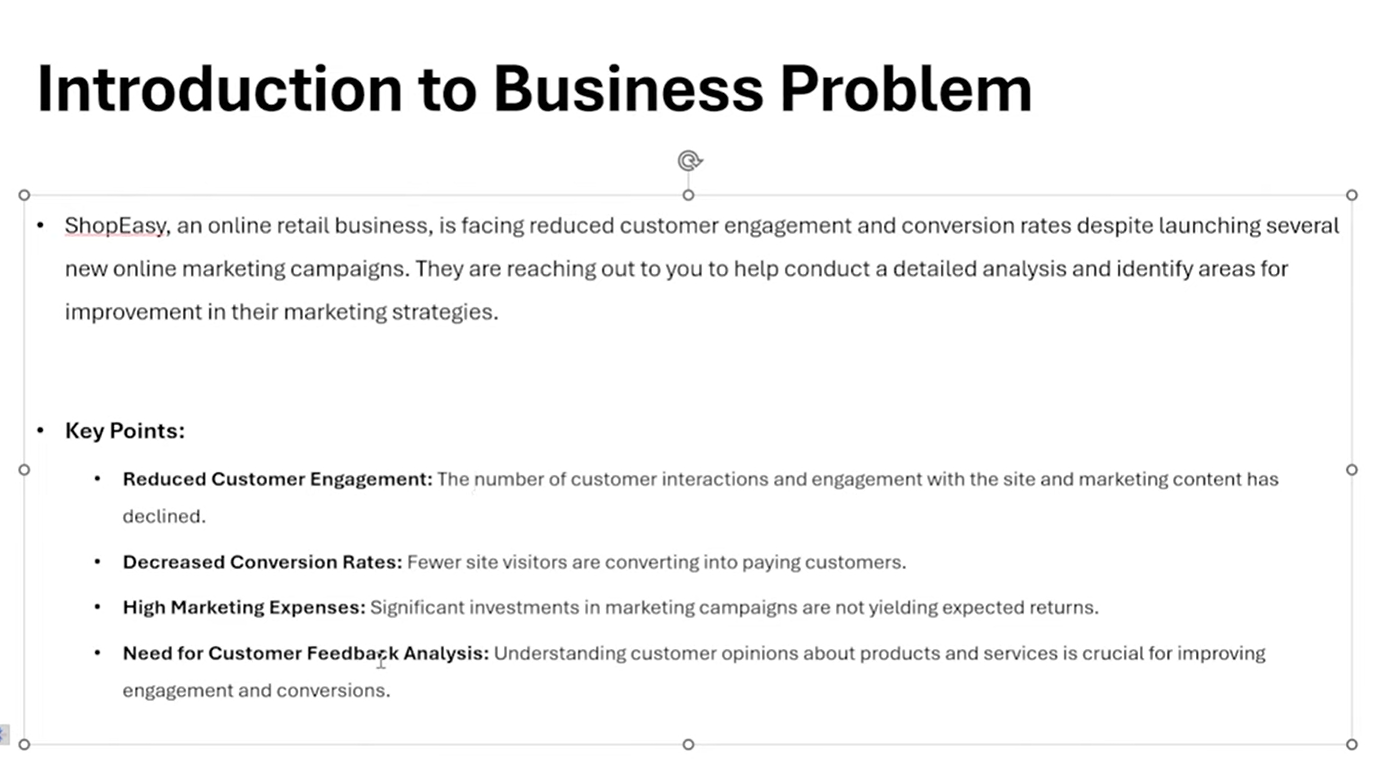 Introduction to Business Problem
• ShopEasy, an online retail business, is facing reduced customer engagement and conversion rates despite launching several
new online marketing campaigns. They are reaching out to you to help conduct a detailed analysis and identify areas for
improvement in their marketing strategies.
• Key Points:
• Reduced Customer Engagement: The number of customer interactions and engagement with the site and marketing content has
declined.
• Decreased Conversion Rates: Fewer site visitors are converting into paying customers.
• High Marketing Expenses: Significant investments in marketing campaigns are not yielding expected returns.
• Need for Customer Feedback Analysis: Understanding customer opinions about products and services is crucial for improving
engagement and conversions.